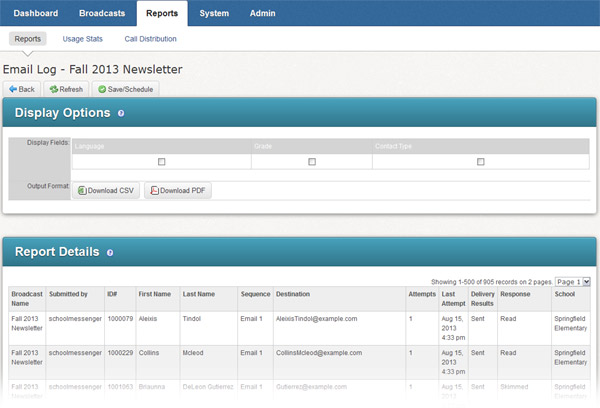 Dashboard Broadcasts Reports System Admin
Reports Usage Stats Call Distribution
Email Log - Fall 2013 Newsletter
Back Refresh Save/Schedule
Display Options ?
Display Fields: Language Grade Contact Type
Output Format: Download CSV Download PDF
Report Details ?
Showing 1-500 of 905 records on 2 pages. Page 1
Broadcast Submitted by ID# First Name Last Name Sequence Destination Attempts Last Delivery Response School
Name Attempt Results
Fall 2013 schoolmessenger 1000079 Aleixis Tindol Email 1 AleixisTindol@example.com 1 Aug 15, Sent Read Springfield
Newsletter 2013 Elementary
4:33 pm
Fall 2013 schoolmessenger 1000229 Collins Mcleod Email 1 CollinsMcleod@example.com 1 Aug 15, Sent Read Springfield
Newsletter 2013 Elementary
4:33 pm
Fall 2013 schoolmessenger 1001063 Briaunna DeLeon Gutierrez Email 1 Gutierrez@example.com 1 Aug 15, Sent Skimmed Springfield
Newsletter 2013 Elementary